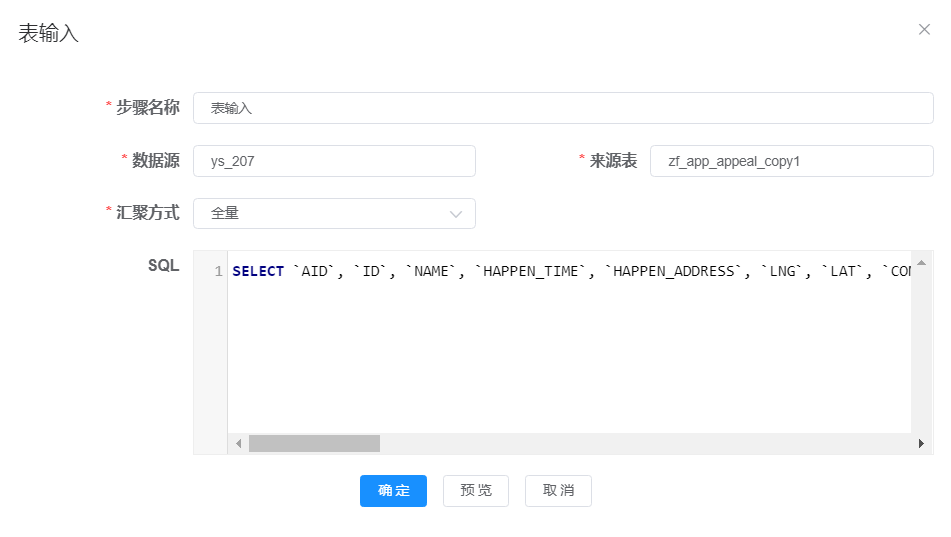 表输入
* 步骤名称 表输入
* 数据源 ys_207 * 来源表 zf_app_appeal_copy1
* 汇聚方式 全量
SQL
1 SELECT `AID`, `ID`, `NAME`, `HAPPEN_TIME`, `HAPPEN_ADDRESS`, `LNG`, `LAT`, `
确定 预览 取消